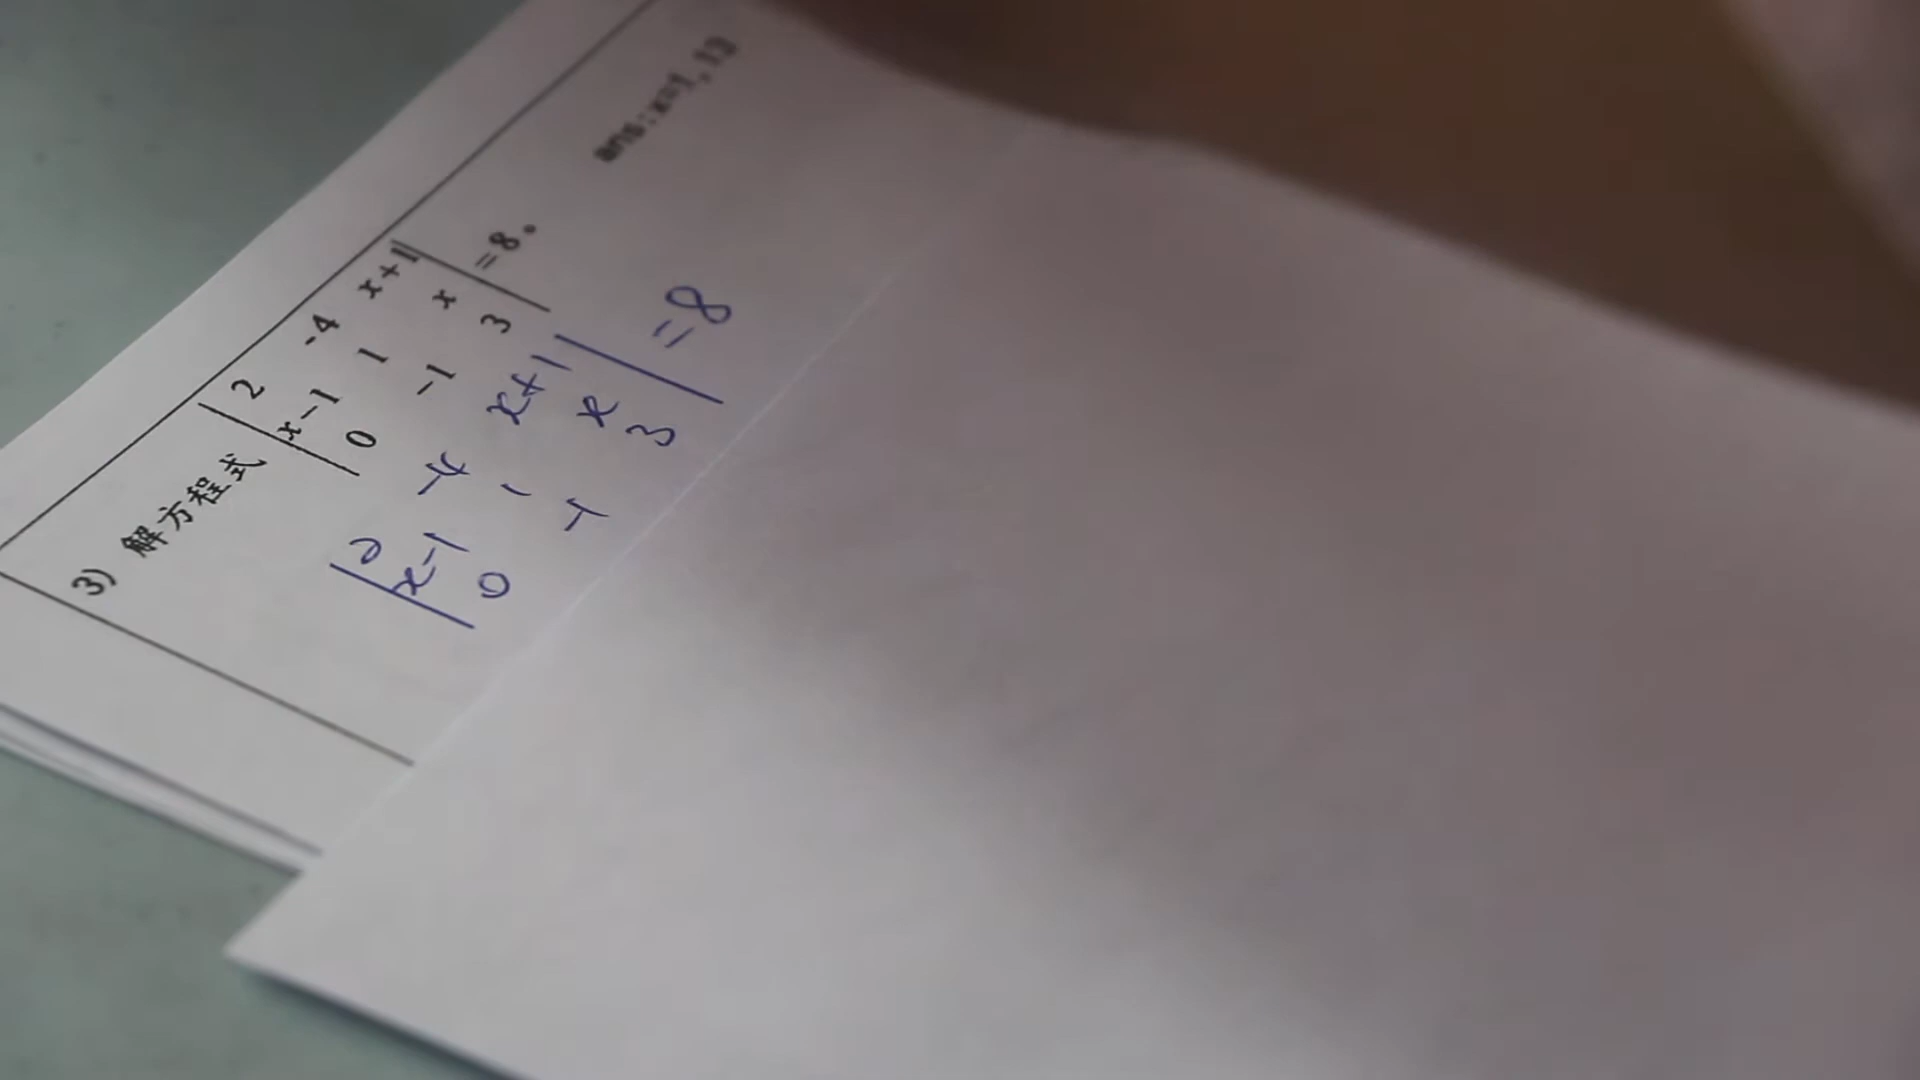 3) 解方程式
| 2 -4 x+1 |
| x-1 1 x | =8。
| 0 -1 3 |
ans:x=1,13
| 2 -4 x+1 |
| x-1 1 x | =8
| 0 -1 3 |